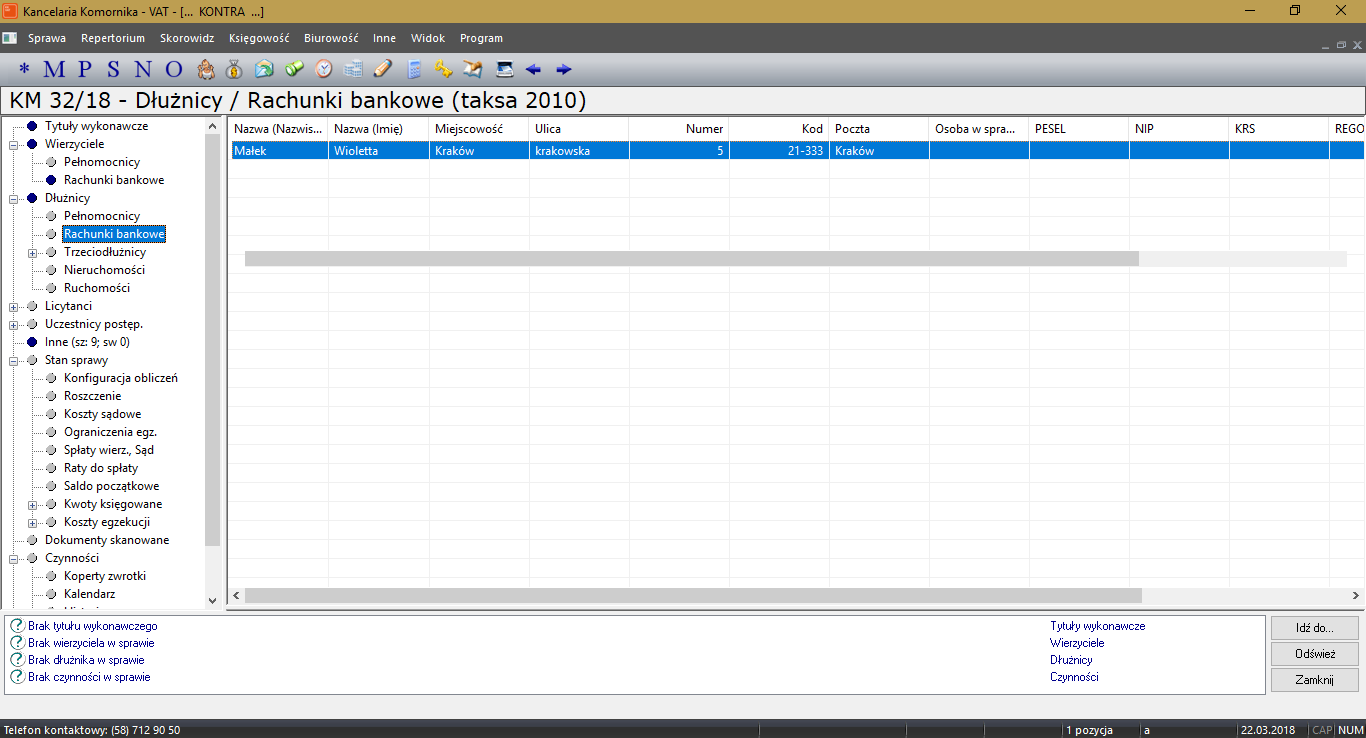 Kancelaria Komornika - VAT - [... KONTRA ...]
Sprawa Repertorium Skorowidz Księgowość Biurowość Inne Widok Program
* M P S N O
KM 32/18 - Dłużnicy / Rachunki bankowe (taksa 2010)
Tytuły wykonawcze
Wierzyciele
Pełnomocnicy
Rachunki bankowe
Dłużnicy
Pełnomocnicy
Rachunki bankowe
Trzeciodłużnicy
Nieruchomości
Ruchomości
Licytanci
Uczestnicy postęp.
Inne (sz: 9; sw 0)
Stan sprawy
Konfiguracja obliczeń
Roszczenie
Koszty sądowe
Ograniczenia egz.
Spłaty wierz., Sąd
Raty do spłaty
Saldo początkowe
Kwoty księgowane
Koszty egzekucji
Dokumenty skanowane
Czynności
Koperty zwrotki
Kalendarz
Nazwa (Nazwis... Nazwa (Imię) Miejscowość Ulica Numer Kod Poczta Osoba w spra... PESEL NIP KRS REGO
Małek Wioletta Kraków krakowska 5 21-333 Kraków
Brak tytułu wykonawczego Tytuły wykonawcze
Brak wierzyciela w sprawie Wierzyciele
Brak dłużnika w sprawie Dłużnicy
Brak czynności w sprawie Czynności
Idź do...
Odśwież
Zamknij
Telefon kontaktowy: (58) 712 90 50 1 pozycja a 22.03.2018 CAP NUM